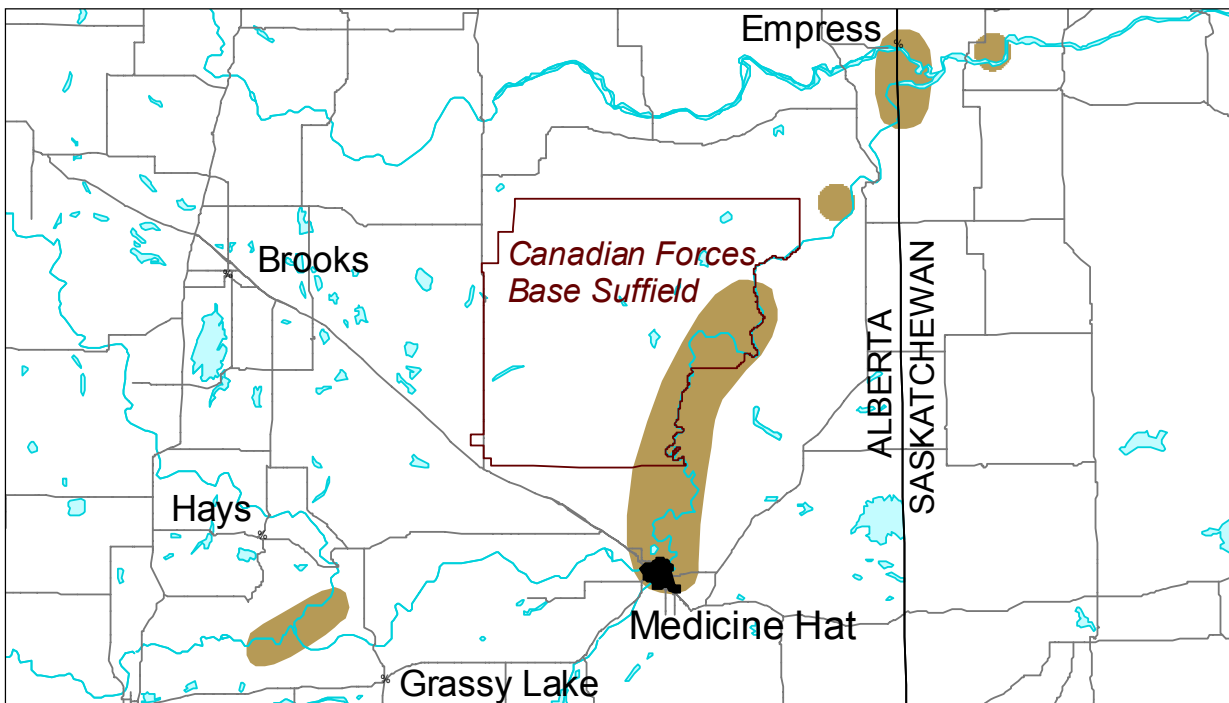 Empress
Brooks
Canadian Forces
Base Suffield
ALBERTA
SASKATCHEWAN
Hays
Medicine Hat
Grassy Lake